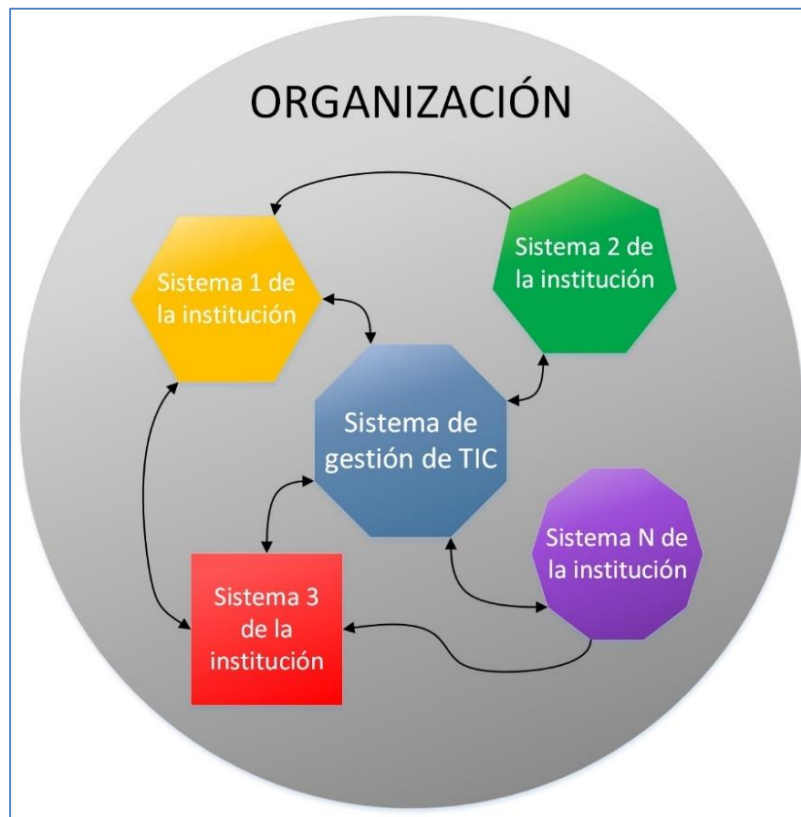 ORGANIZACIÓN
Sistema 1 de
la institución
Sistema 2 de
la institución
Sistema de
gestión de TIC
Sistema N de
la institución
Sistema 3
de la
institución